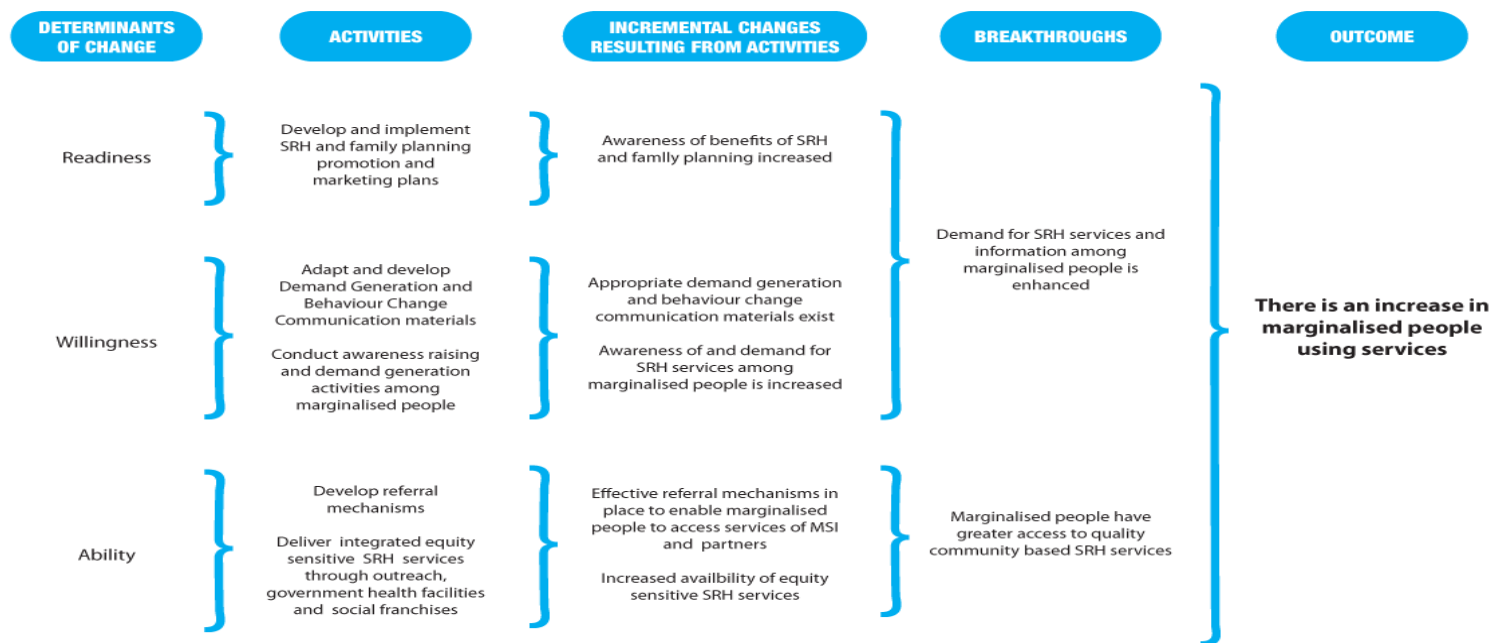 DETERMINANTS
OF CHANGE
ACTIVITIES
INCREMENTAL CHANGES
RESULTING FROM ACTIVITIES
BREAKTHROUGHS
OUTCOME
Readiness
Develop and implement
SRH and family planning
promotion and
marketing plans
Awareness of benefits of SRH
and famlly planning increased
Willingness
Adapt and develop
Demand Generation and
Behaviour Change
Communication materials
Conduct awareness raising
and demand generation
activities among
marginalised people
Appropriate demand generation
and behaviour change
communication materials exist
Awareness of and demand for
SRH services among
marginalised people is increased
Demand for SRH services and
information among
marginalised people is
enhanced
There is an increase in
marginalised people
using services
Ability
Develop referral
mechanisms
Deliver integrated equity
sensitive SRH services
through outreach,
government health facilities
and social franchises
Effective referral mechanisms in
place to enable marginalised
people to access services of MSI
and partners
Increased availbility of equity
sensitive SRH services
Marginalised people have
greater access to quality
community based SRH services